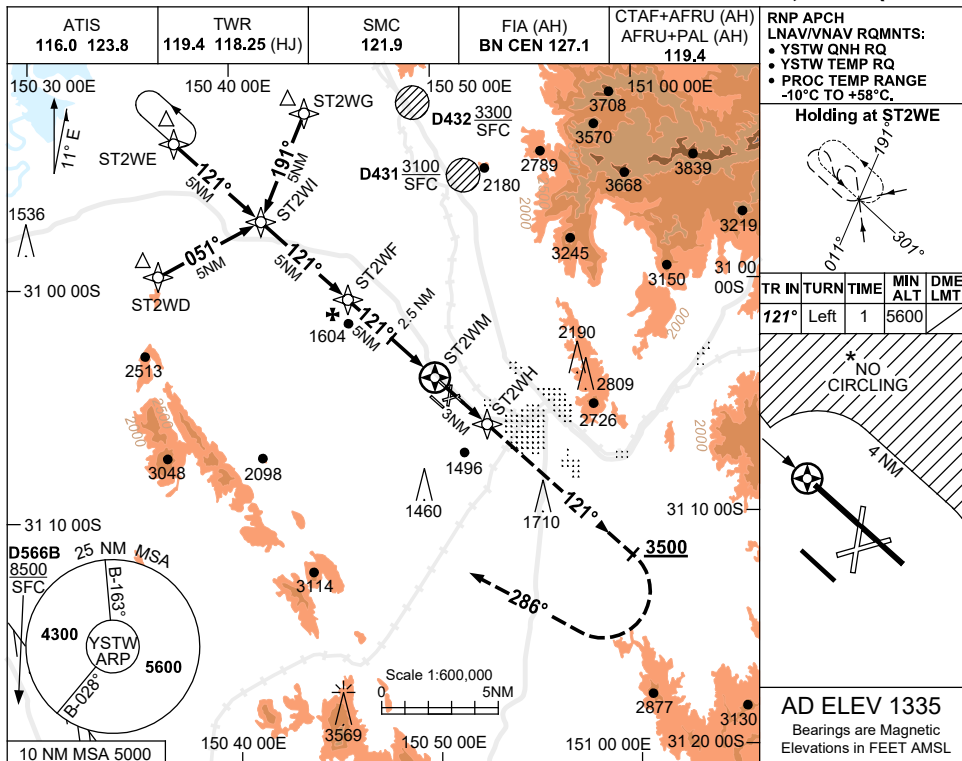 ATIS
116.0 123.8
TWR
119.4 118.25 (HJ)
SMC
121.9
FIA (AH)
BN CEN 127.1
CTAF+AFRU (AH)
AFRU+PAL (AH)
119.4
RNP APCH
LNAV/VNAV RQMNTS:
• YSTW QNH RQ
• YSTW TEMP RQ
• PROC TEMP RANGE
-10°C TO +58°C.
150 30 00E
150 40 00E
150 50 00E
151 00 00E
11° E
ST2WG
ST2WE
D432 3300
SFC
3708
3570
2789
3839
D431 3100
SFC
2180
3668
121°
5NM
191°
5NM
ST2WI
2000
3219
1536
051°
5NM
121°
5NM
ST2WF
3245
3150
31 00
00S
31 00 00S
ST2WD
2000
1604
121°
5NM
2.5 NM
ST2WM
2190
2513
2809
2726
ST2WH
3NM
2000
2500
2000
3048
2098
1496
1460
1710
121°
31 10 00S
31 10 00S
3500
286°
3114
D566B
8500
SFC
25 NM MSA
B-163°
4300
YSTW
ARP
5600
B-028°
10 NM MSA 5000
Scale 1:600,000
0
5NM
3569
2877
3130
150 40 00E
150 50 00E
151 00 00E
31 20 00S
Holding at ST2WE
191°
011°
301°
TR IN TURN TIME MIN ALT DME LMT
121° Left 1 5600
*NO
CIRCLING
4 NM
AD ELEV 1335
Bearings are Magnetic
Elevations in FEET AMSL